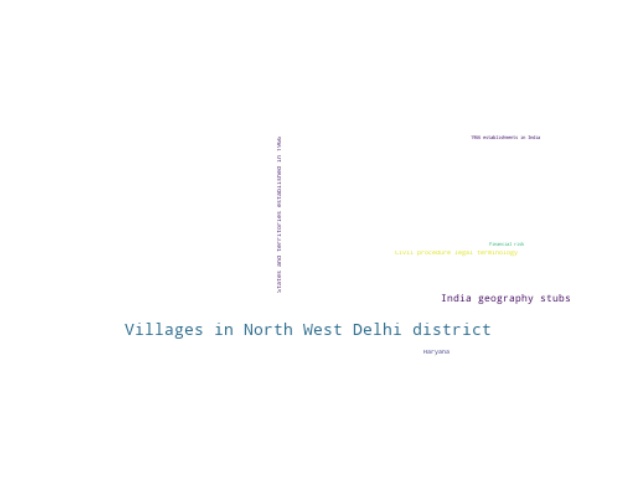 1966 establishments in India
States and territories established in 1966
Financial risk
Civil procedure legal terminology
India geography stubs
Villages in North West Delhi district
Haryana